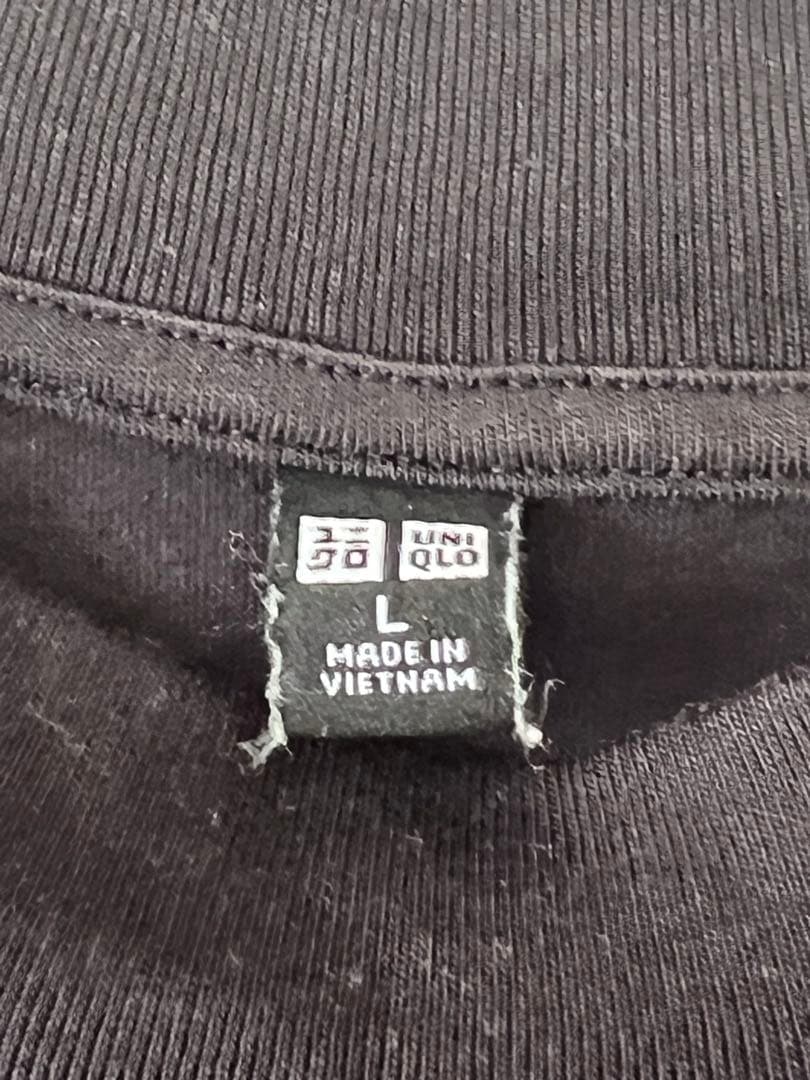 ユニ UNI
クロ QLO
L
MADE IN
VIETNAM